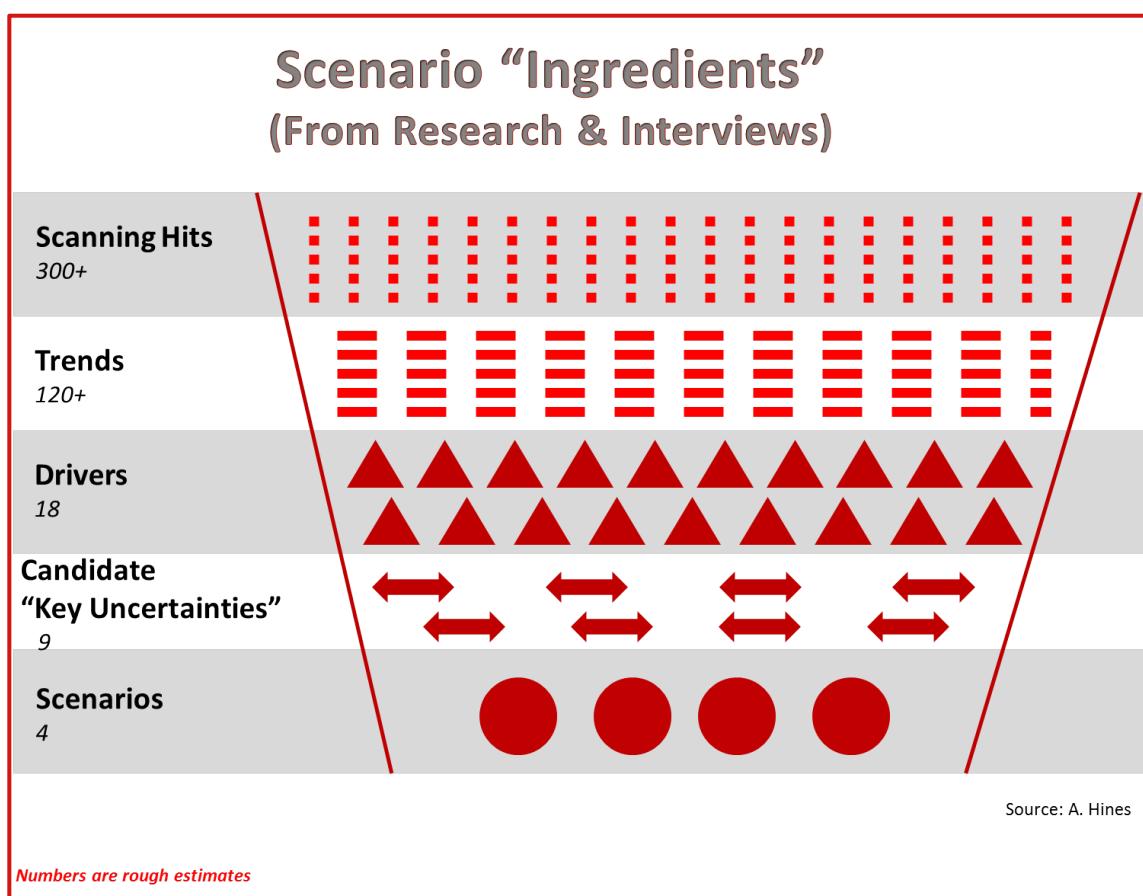 Scenario “Ingredients”
(From Research & Interviews)
Scanning Hits
300+
Trends
120+
Drivers
18
Candidate
“Key Uncertainties”
9
Scenarios
4
Source: A. Hines
Numbers are rough estimates